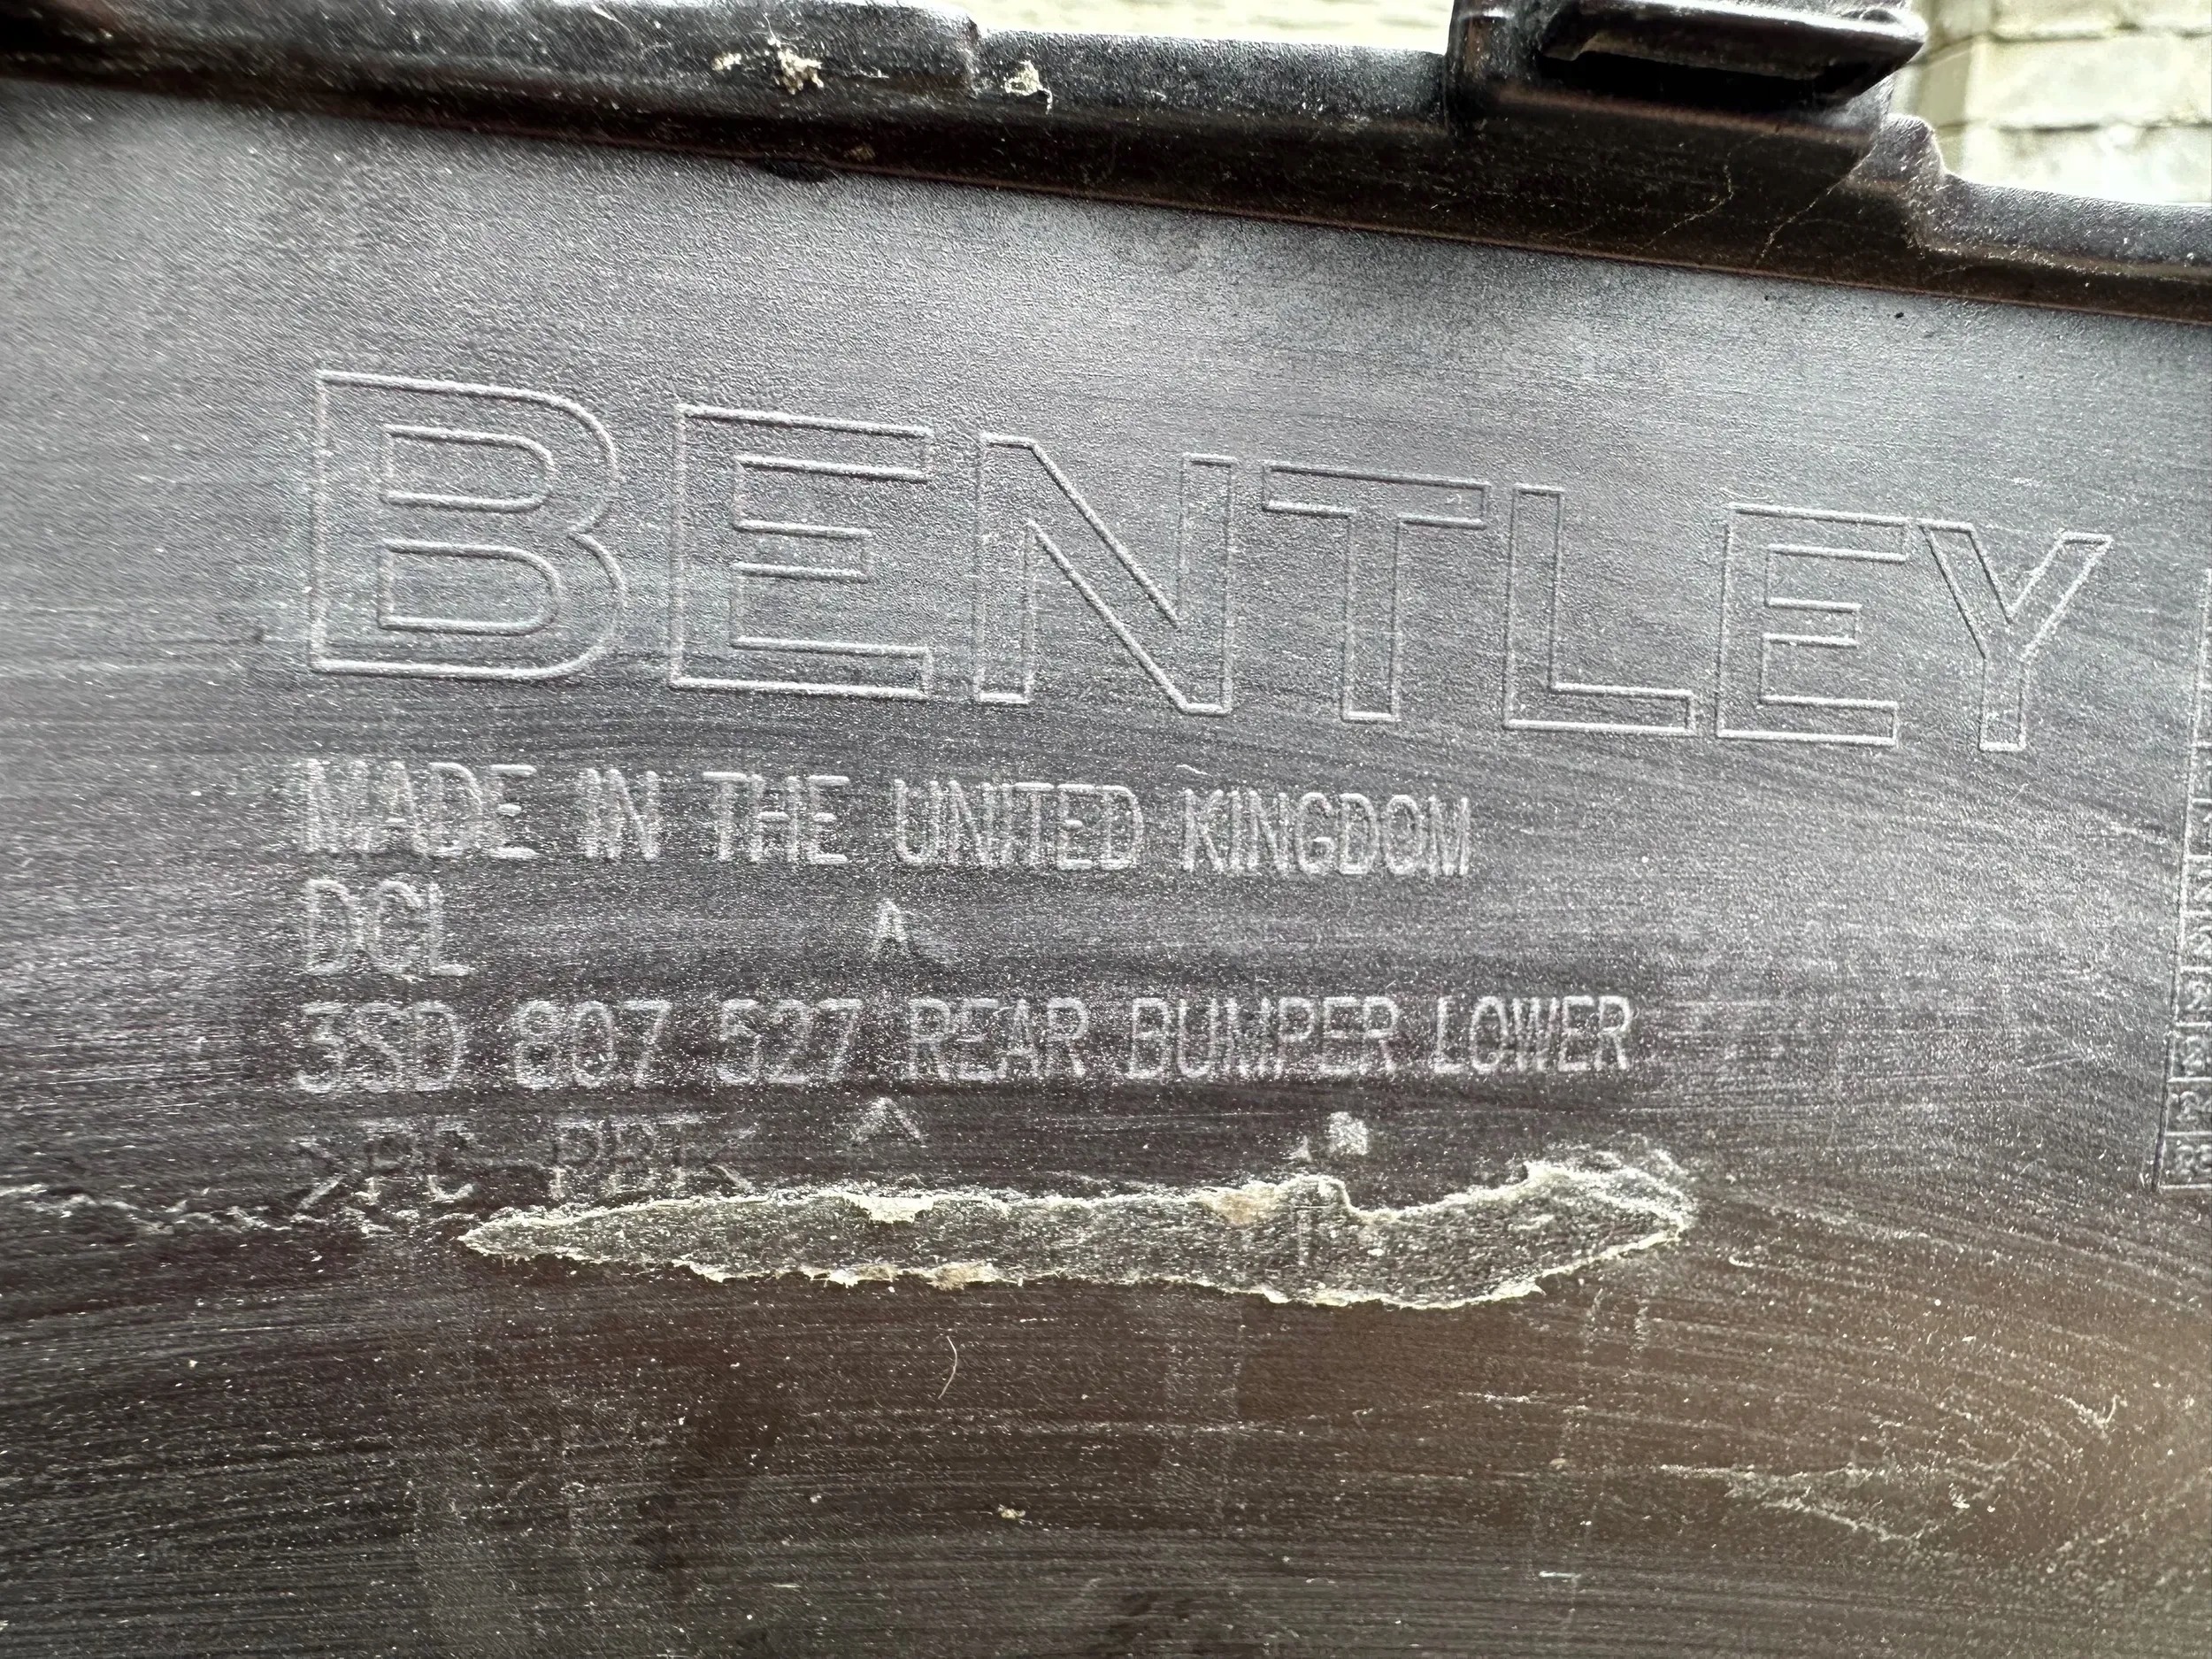 BENTLEY
MADE IN THE UNITED KINGDOM
DCL A
3SD 807 527 REAR BUMPER LOWER
>PC PBT<